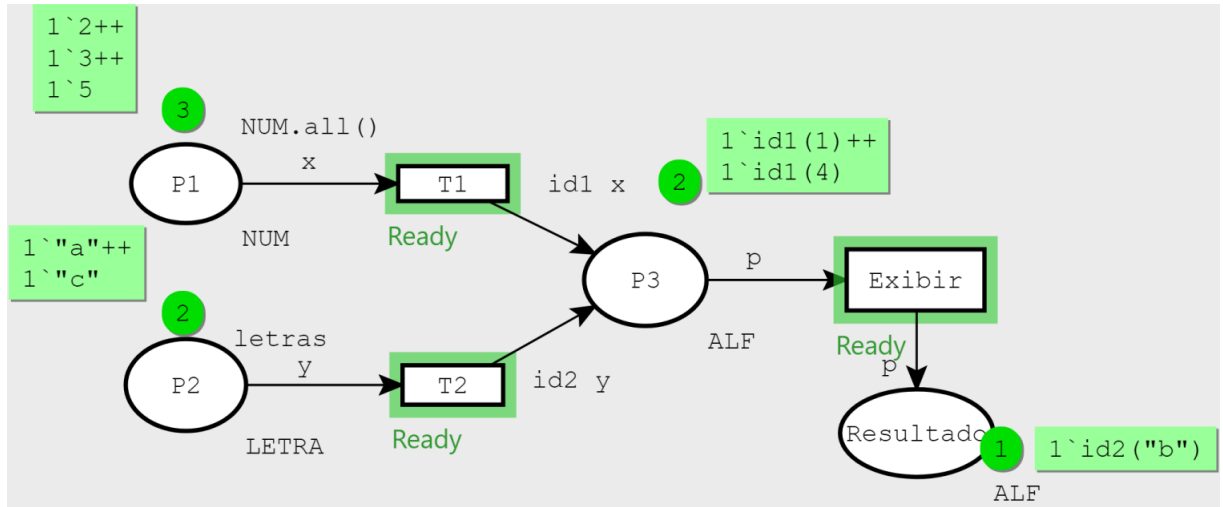 1`2++
1`3++
1`5
3
NUM.all()
P1
x
T1
id1 x
2
1`id1(1)++
1`id1(4)
NUM
Ready
1`"a"++
1`"c"
P3
p
Exibir
2
letras
ALF
Ready
P2
y
T2
id2 y
p
LETRA
Ready
Resultado
1
1`id2("b")
ALF